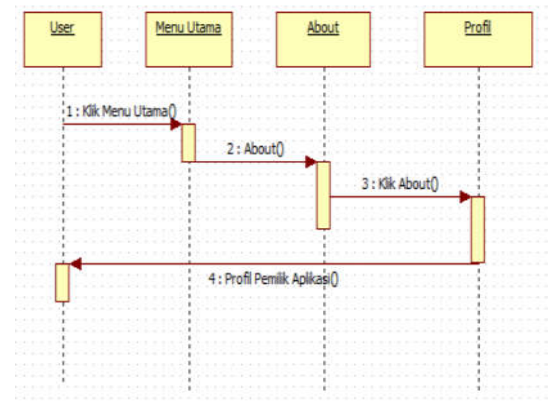 User
Menu Utama
About
Profil
1 : Klik Menu Utama()
2 : About()
3 : Klik About()
4 : Profil Pemilik Aplikasi()